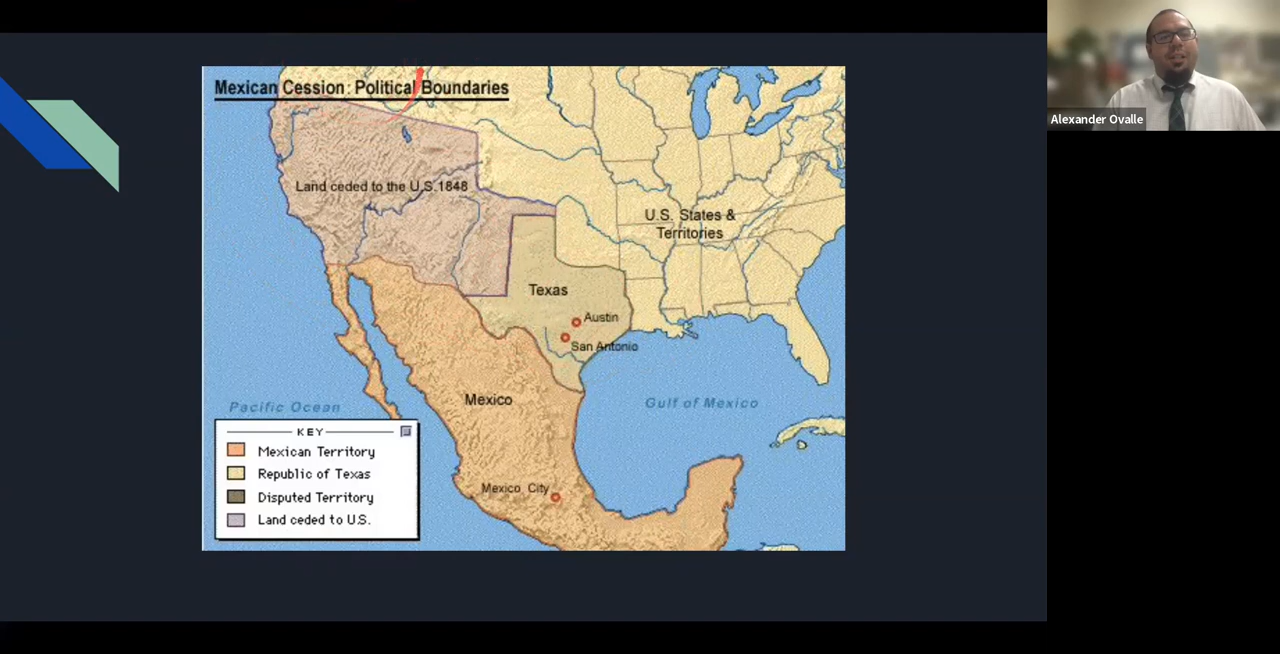 Mexican Cession: Political Boundaries
Alexander Ovalle
Land ceded to the U.S.1848
U.S. States &
Territories
Texas
Austin
San Antonio
Mexico
Pacific Ocean
Gulf of Mexico
KEY
Mexican Territory
Republic of Texas
Disputed Territory
Land ceded to U.S.
Mexico City